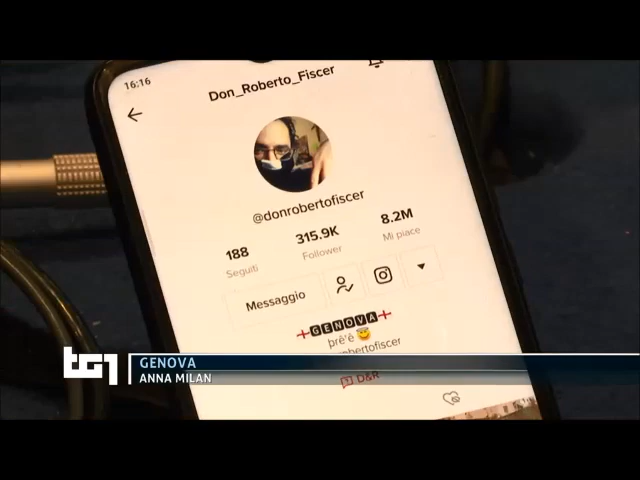 16:16
Don_Roberto_Fiscer
@donrobertofiscer
188
Seguiti
315.9K
Follower
8.2M
Mi piace
Messaggio
GENOVA
prè'è
robertofiscer
D&R
tg1
GENOVA
ANNA MILAN